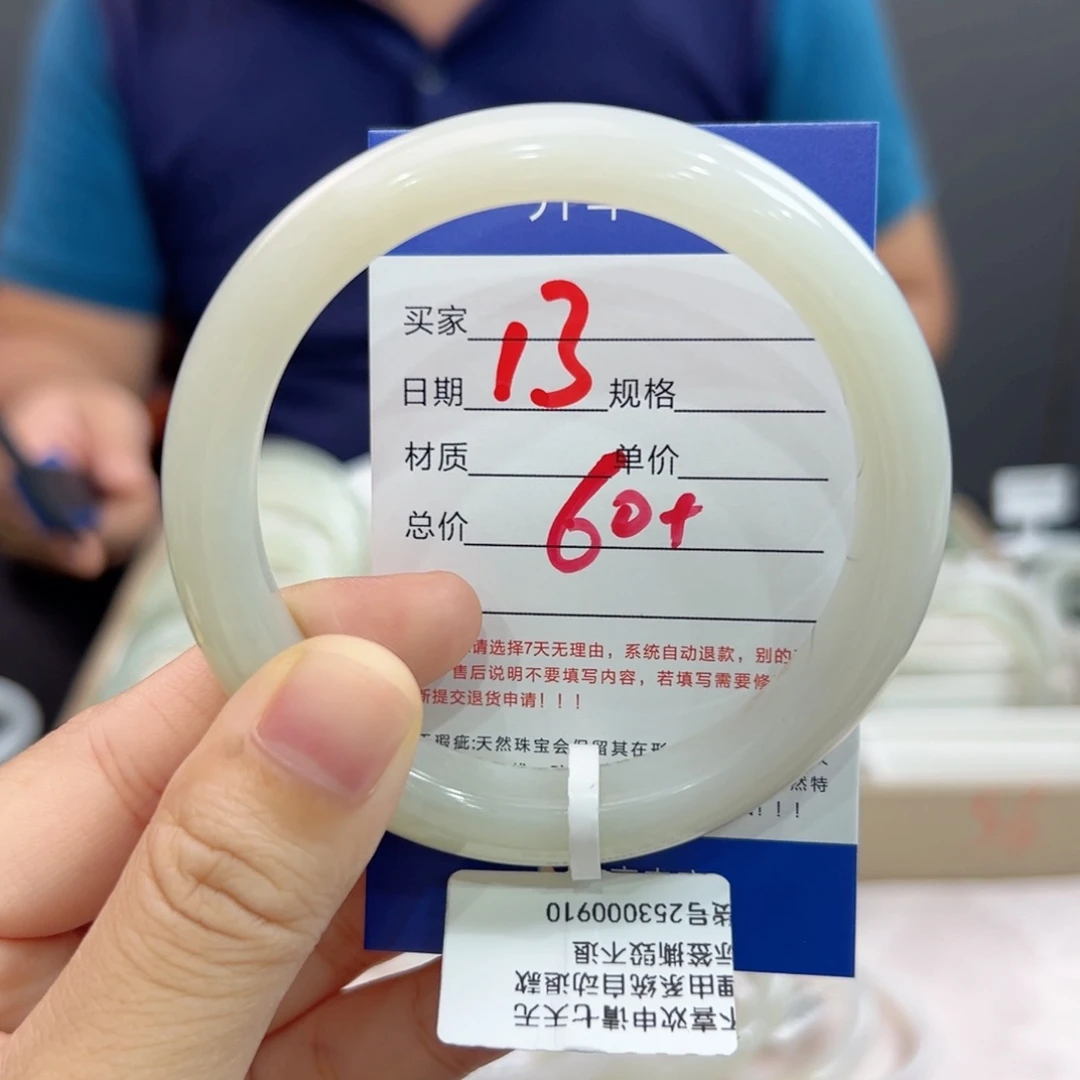 买家 13
日期 规格
材质 单价
总价 60+
请选择7天无理由，系统自动退款，别的
售后说明不要填写内容，若填写需要修
新提交退货申请！！！
瑕疵:天然珠宝会保留其在形
然特
！！！
货号253000910
示签撕毁不退
理由系统自动退款
不喜欢申请七天无